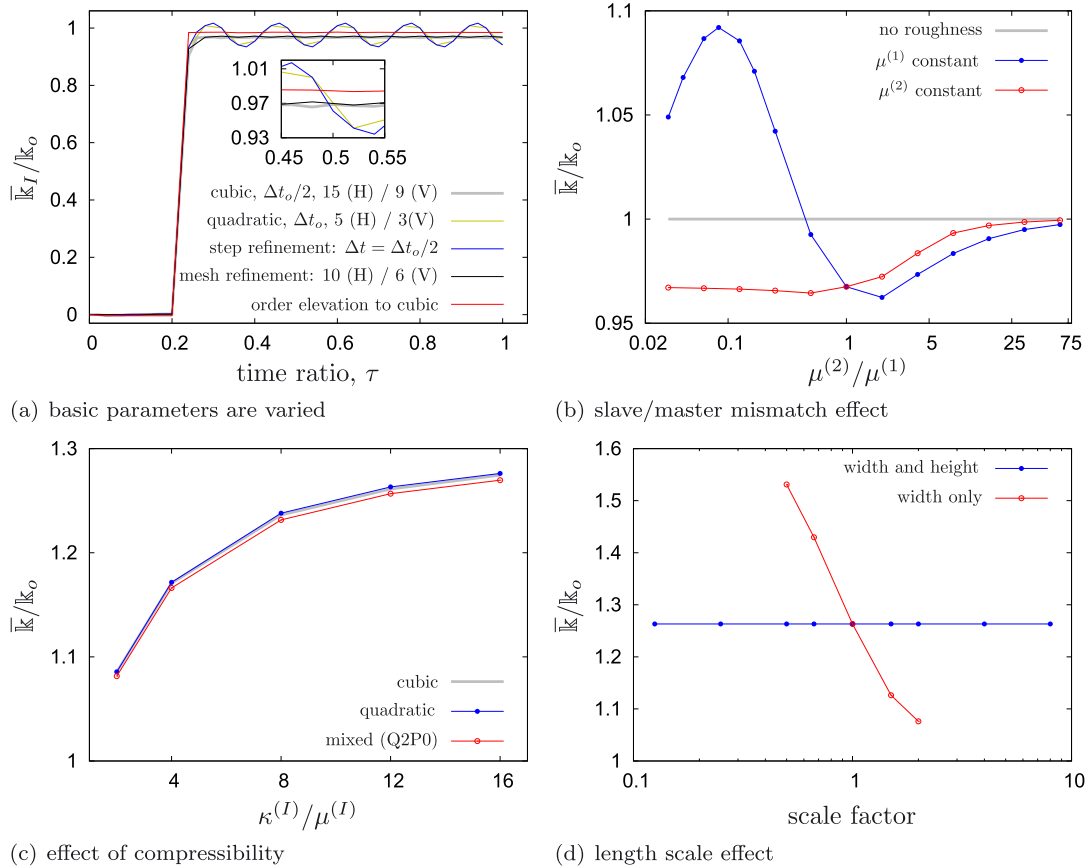 1
0.8
0.6
0.4
0.2
0
k̅_I/k_o
1.01
0.97
0.93
0.45 0.5 0.55
cubic, Δt_o/2, 15 (H) / 9 (V)
quadratic, Δt_o, 5 (H) / 3(V)
step refinement: Δt = Δt_o/2
mesh refinement: 10 (H) / 6 (V)
order elevation to cubic
0 0.2 0.4 0.6 0.8 1
time ratio, τ
(a) basic parameters are varied
1.1
1.05
1
0.95
k̅/k_o
no roughness
μ^(1) constant
μ^(2) constant
0.02 0.1 1 5 25 75
μ^(2)/μ^(1)
(b) slave/master mismatch effect
1.3
1.2
1.1
1
k̅/k_o
cubic
quadratic
mixed (Q2P0)
4 8 12 16
κ^(I)/μ^(I)
(c) effect of compressibility
1.6
1.5
1.4
1.3
1.2
1.1
1
k̅/k_o
width and height
width only
0.1 1 10
scale factor
(d) length scale effect